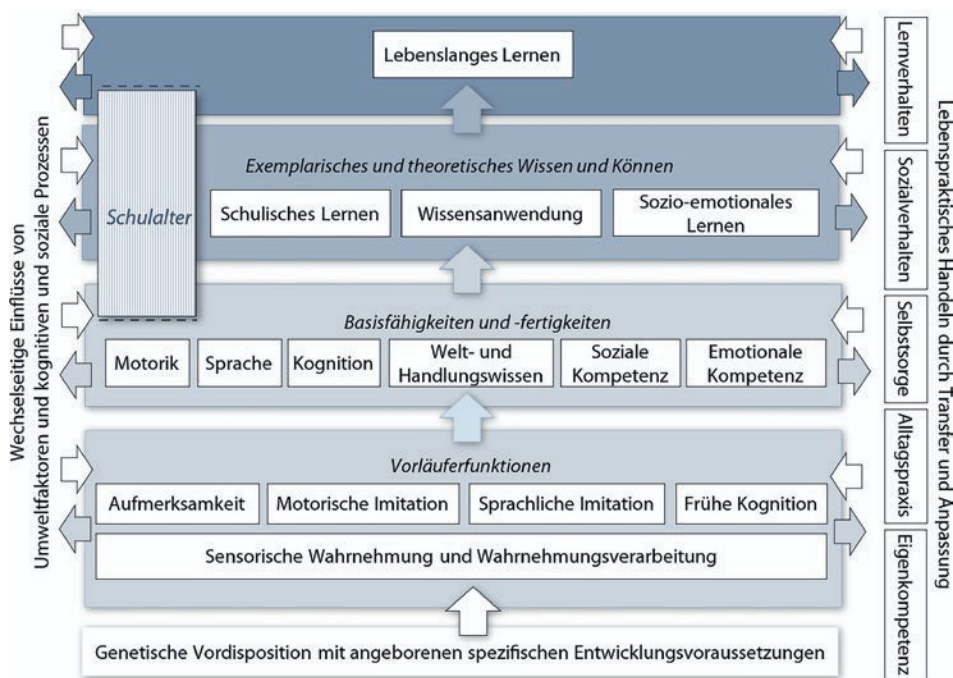 Lebenslanges Lernen
Exemplarisches und theoretisches Wissen und Können
Schulalter
Schulisches Lernen
Wissensanwendung
Sozio-emotionales
Lernen
Basisfähigkeiten und -fertigkeiten
Motorik
Sprache
Kognition
Welt- und
Handlungswissen
Soziale
Kompetenz
Emotionale
Kompetenz
Vorläuferfunktionen
Aufmerksamkeit
Motorische Imitation
Sprachliche Imitation
Frühe Kognition
Sensorische Wahrnehmung und Wahrnehmungsverarbeitung
Genetische Vordisposition mit angeborenen spezifischen Entwicklungsvoraussetzungen
Wechselseitige Einflüsse von
Umweltfaktoren und kognitiven und soziale Prozessen
Lernverhalten
Sozialverhalten
Selbstsorge
Alltagspraxis
Eigenkompetenz
Lebenspraktisches Handeln durch Transfer und Anpassung